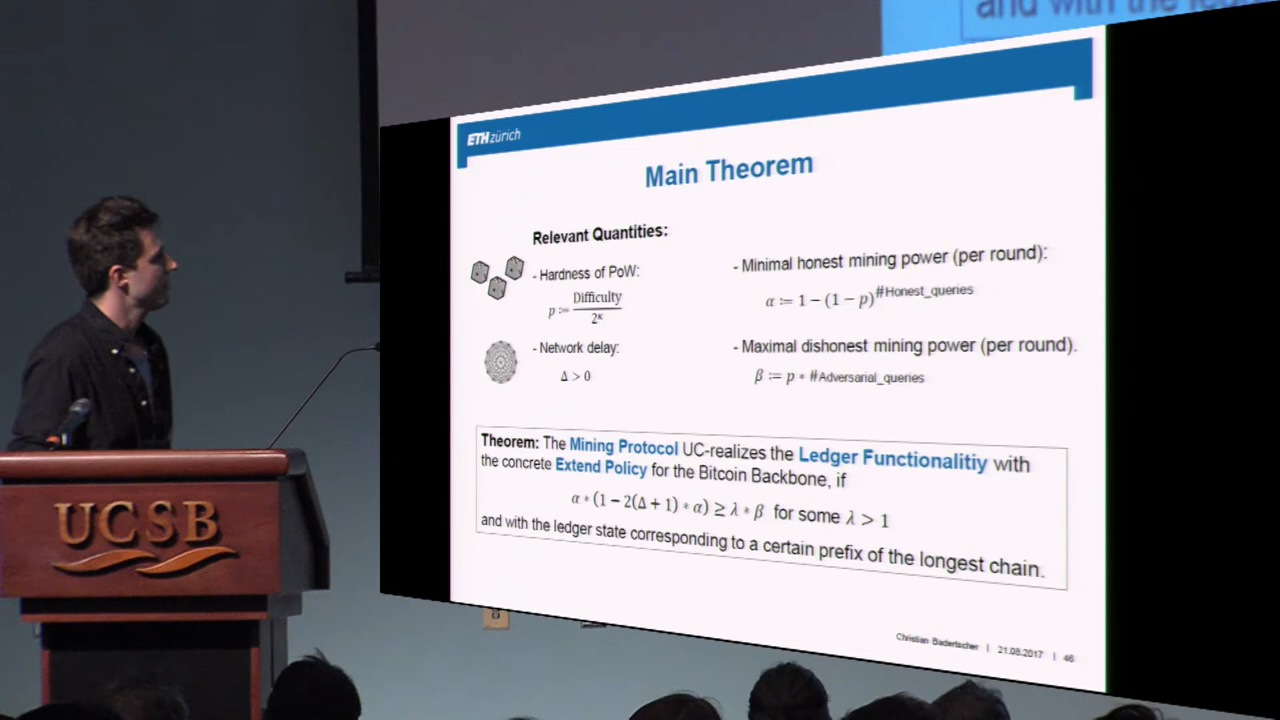 and with the
ETH zürich
Main Theorem
Relevant Quantities:
- Hardness of PoW:
p := Difficulty / 2^κ
- Network delay:
Δ > 0
- Minimal honest mining power (per round):
α := 1 − (1 − p)^#Honest_queries
- Maximal dishonest mining power (per round).
β := p * #Adversarial_queries
Theorem: The Mining Protocol UC-realizes the Ledger Functionalitiy with
the concrete Extend Policy for the Bitcoin Backbone, if
α * (1 − 2(Δ + 1) * α) ≥ λ * β for some λ > 1
and with the ledger state corresponding to a certain prefix of the longest chain.
Christian Badertscher | 21.08.2017 | 46
UCSB